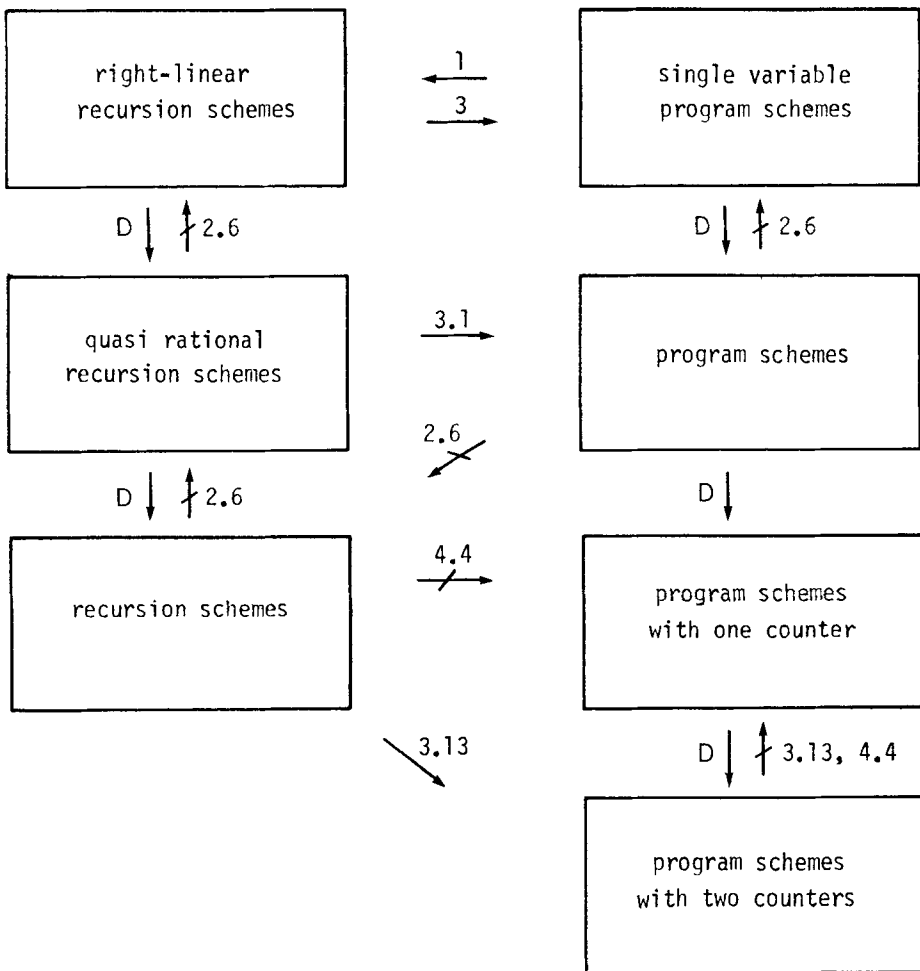 right-linear
recursion schemes
1
3
single variable
program schemes
D
2.6
D
2.6
quasi rational
recursion schemes
3.1
program schemes
2.6
D
2.6
D
recursion schemes
4.4
program schemes
with one counter
3.13
D
3.13, 4.4
program schemes
with two counters